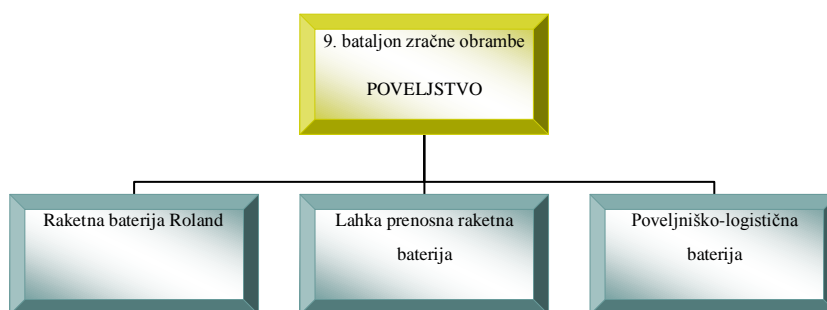 9. bataljon zračne obrambe
POVELJSTVO
Raketna baterija Roland
Lahka prenosna raketna
baterija
Poveljniško-logistična
baterija